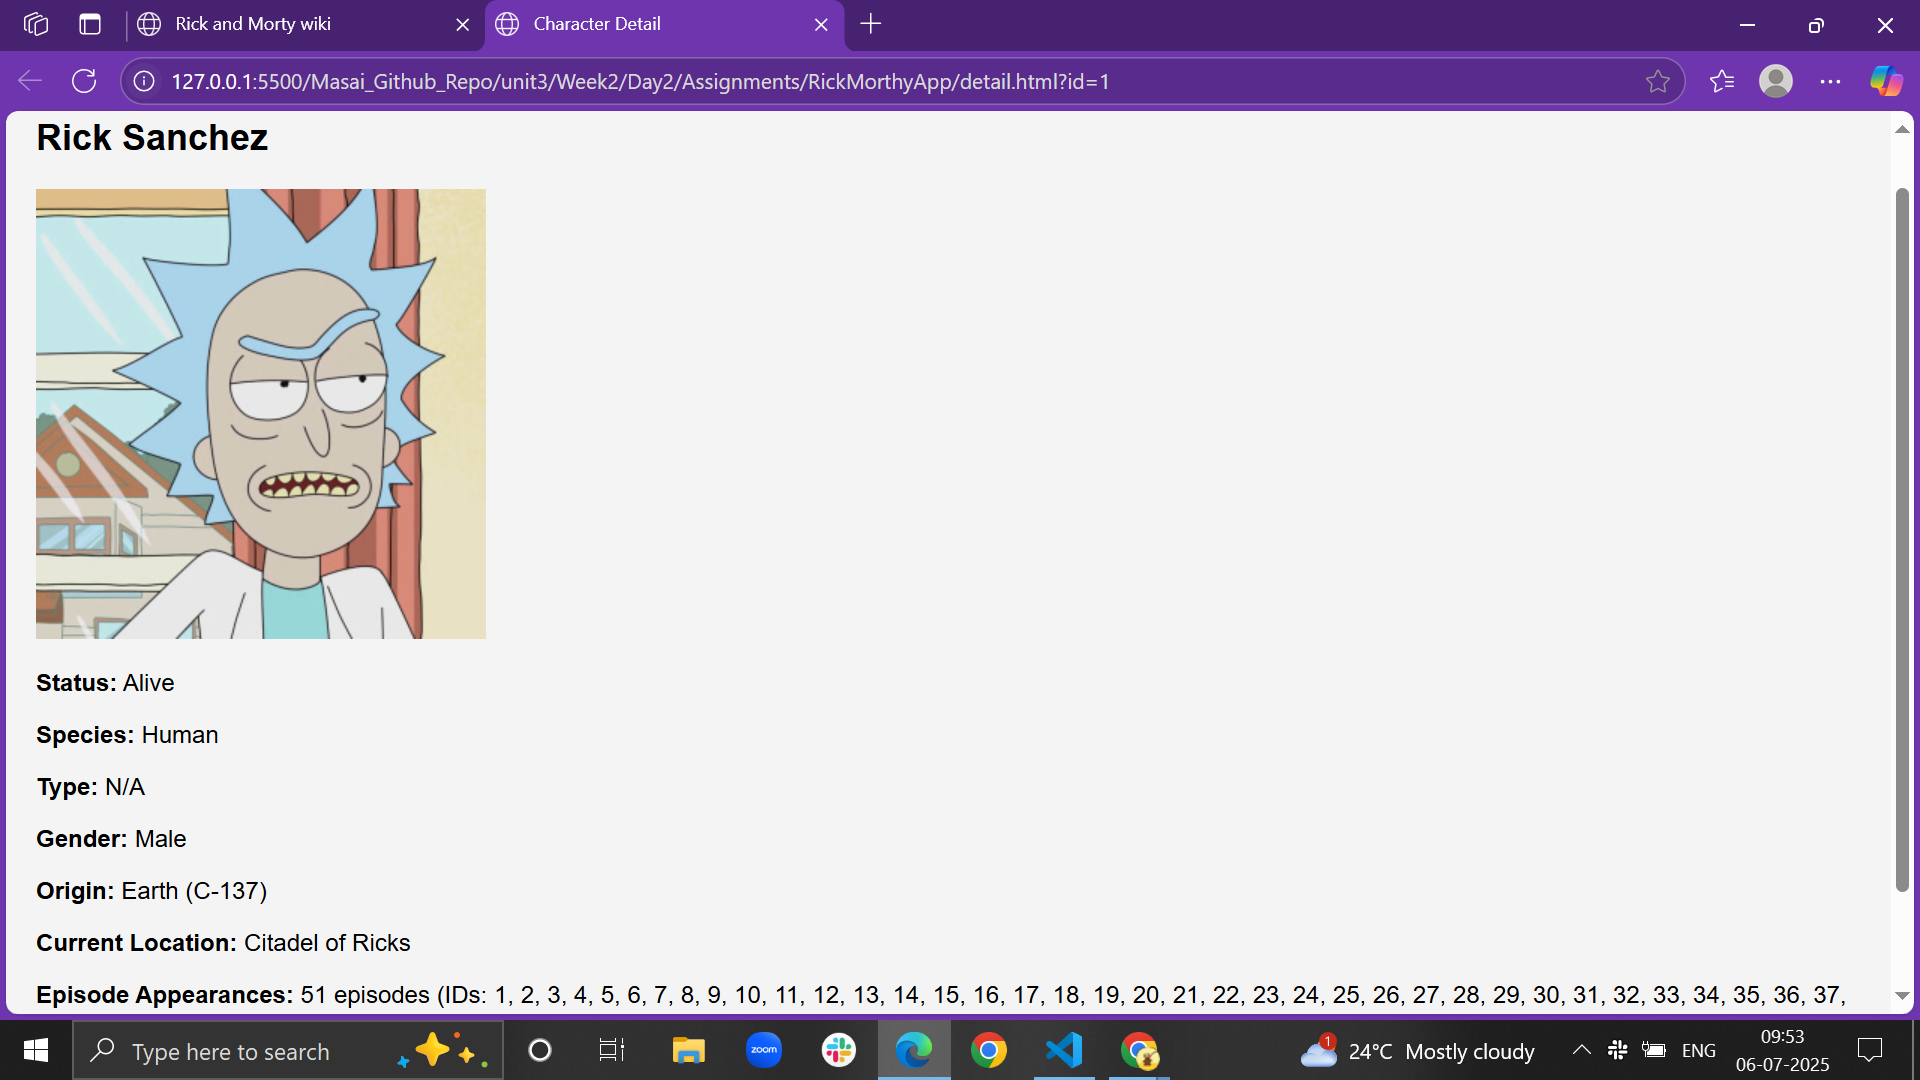 Rick and Morty wiki
Character Detail
127.0.0.1:5500/Masai_Github_Repo/unit3/Week2/Day2/Assignments/RickMorthyApp/detail.html?id=1
Rick Sanchez
Status: Alive
Species: Human
Type: N/A
Gender: Male
Origin: Earth (C-137)
Current Location: Citadel of Ricks
Episode Appearances: 51 episodes (IDs: 1, 2, 3, 4, 5, 6, 7, 8, 9, 10, 11, 12, 13, 14, 15, 16, 17, 18, 19, 20, 21, 22, 23, 24, 25, 26, 27, 28, 29, 30, 31, 32, 33, 34, 35, 36, 37,
Type here to search
zoom
1
24°C Mostly cloudy
ENG
09:53
06-07-2025